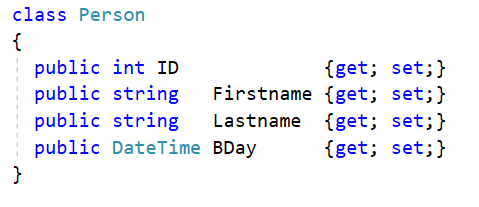 class Person
{
  public int ID            {get; set;}
  public string   Firstname {get; set;}
  public string   Lastname  {get; set;}
  public DateTime BDay      {get; set;}
}